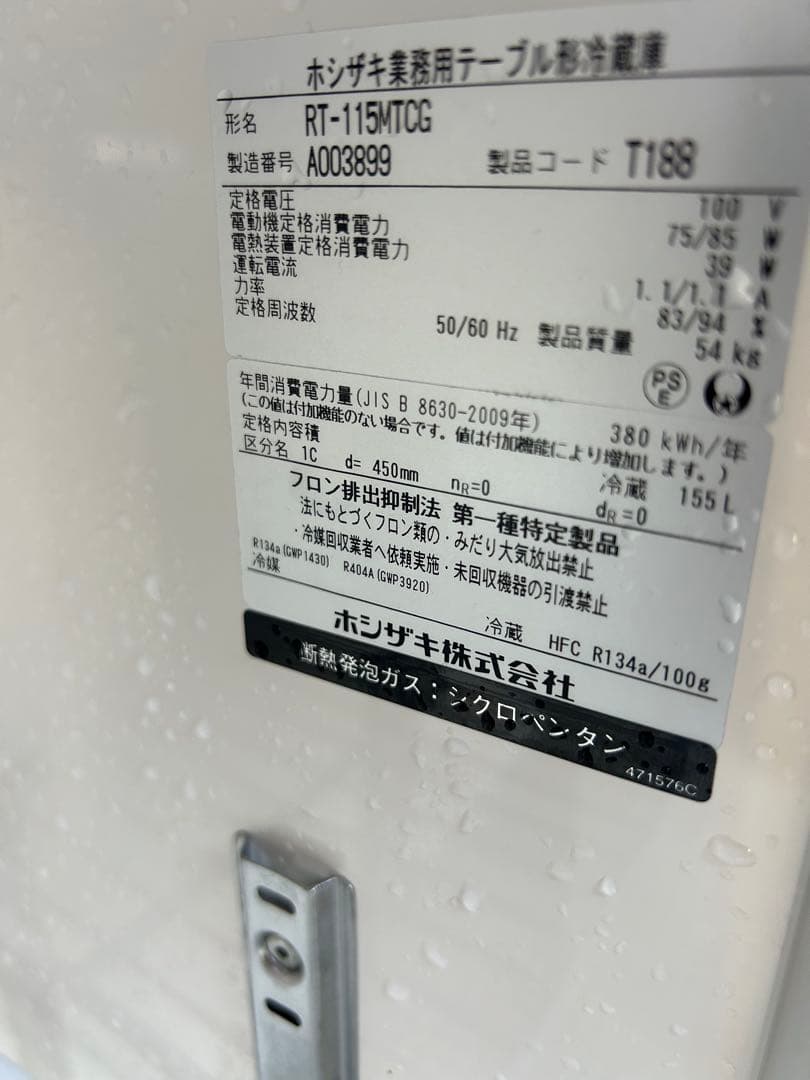 ホシザキ業務用テーブル形冷蔵庫
形名 RT-115MTCG
製造番号 A003899 製品コード T188
定格電圧 100 V
電動機定格消費電力 75/85 W
電熱装置定格消費電力 39 W
運転電流 1.1/1.1 A
力率 83/94 %
定格周波数 50/60 Hz 製品質量 54 kg
PS E
年間消費電力量(JIS B 8630-2009年) 380 kWh/年
(この値は付加機能のない場合です。値は付加機能により増加します。)
定格内容積 冷蔵 155 L
区分名 1C d= 450mm nR=0 dR=0
フロン排出抑制法 第一種特定製品
法にもとづくフロン類の・みだり大気放出禁止
・冷媒回収業者へ依頼実施・未回収機器の引渡禁止
R134a(GWP1430) R404A(GWP3920)
冷媒 冷蔵 HFC R134a/100g
ホシザキ株式会社
断熱発泡ガス:シクロペンタン
471576C